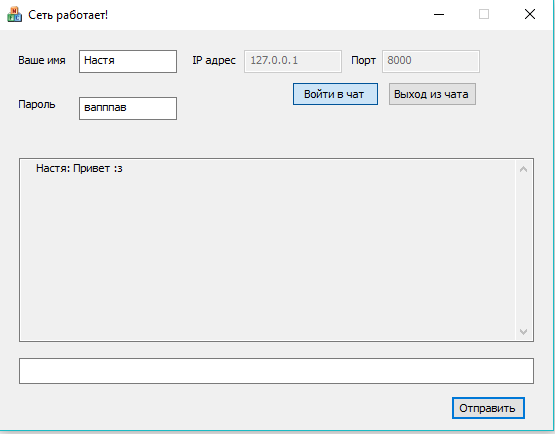 Сеть работает!
Ваше имя Настя IP адрес 127.0.0.1 Порт 8000
Войти в чат Выход из чата
Пароль вапппав
Настя: Привет :з
Отправить